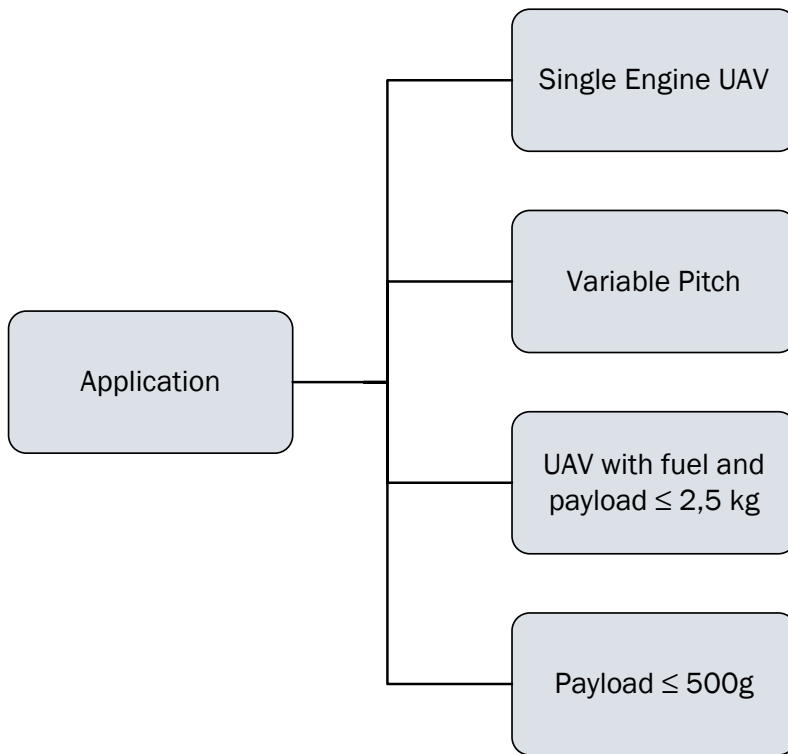 Single Engine UAV
Variable Pitch
Application
UAV with fuel and
payload ≤ 2,5 kg
Payload ≤ 500g